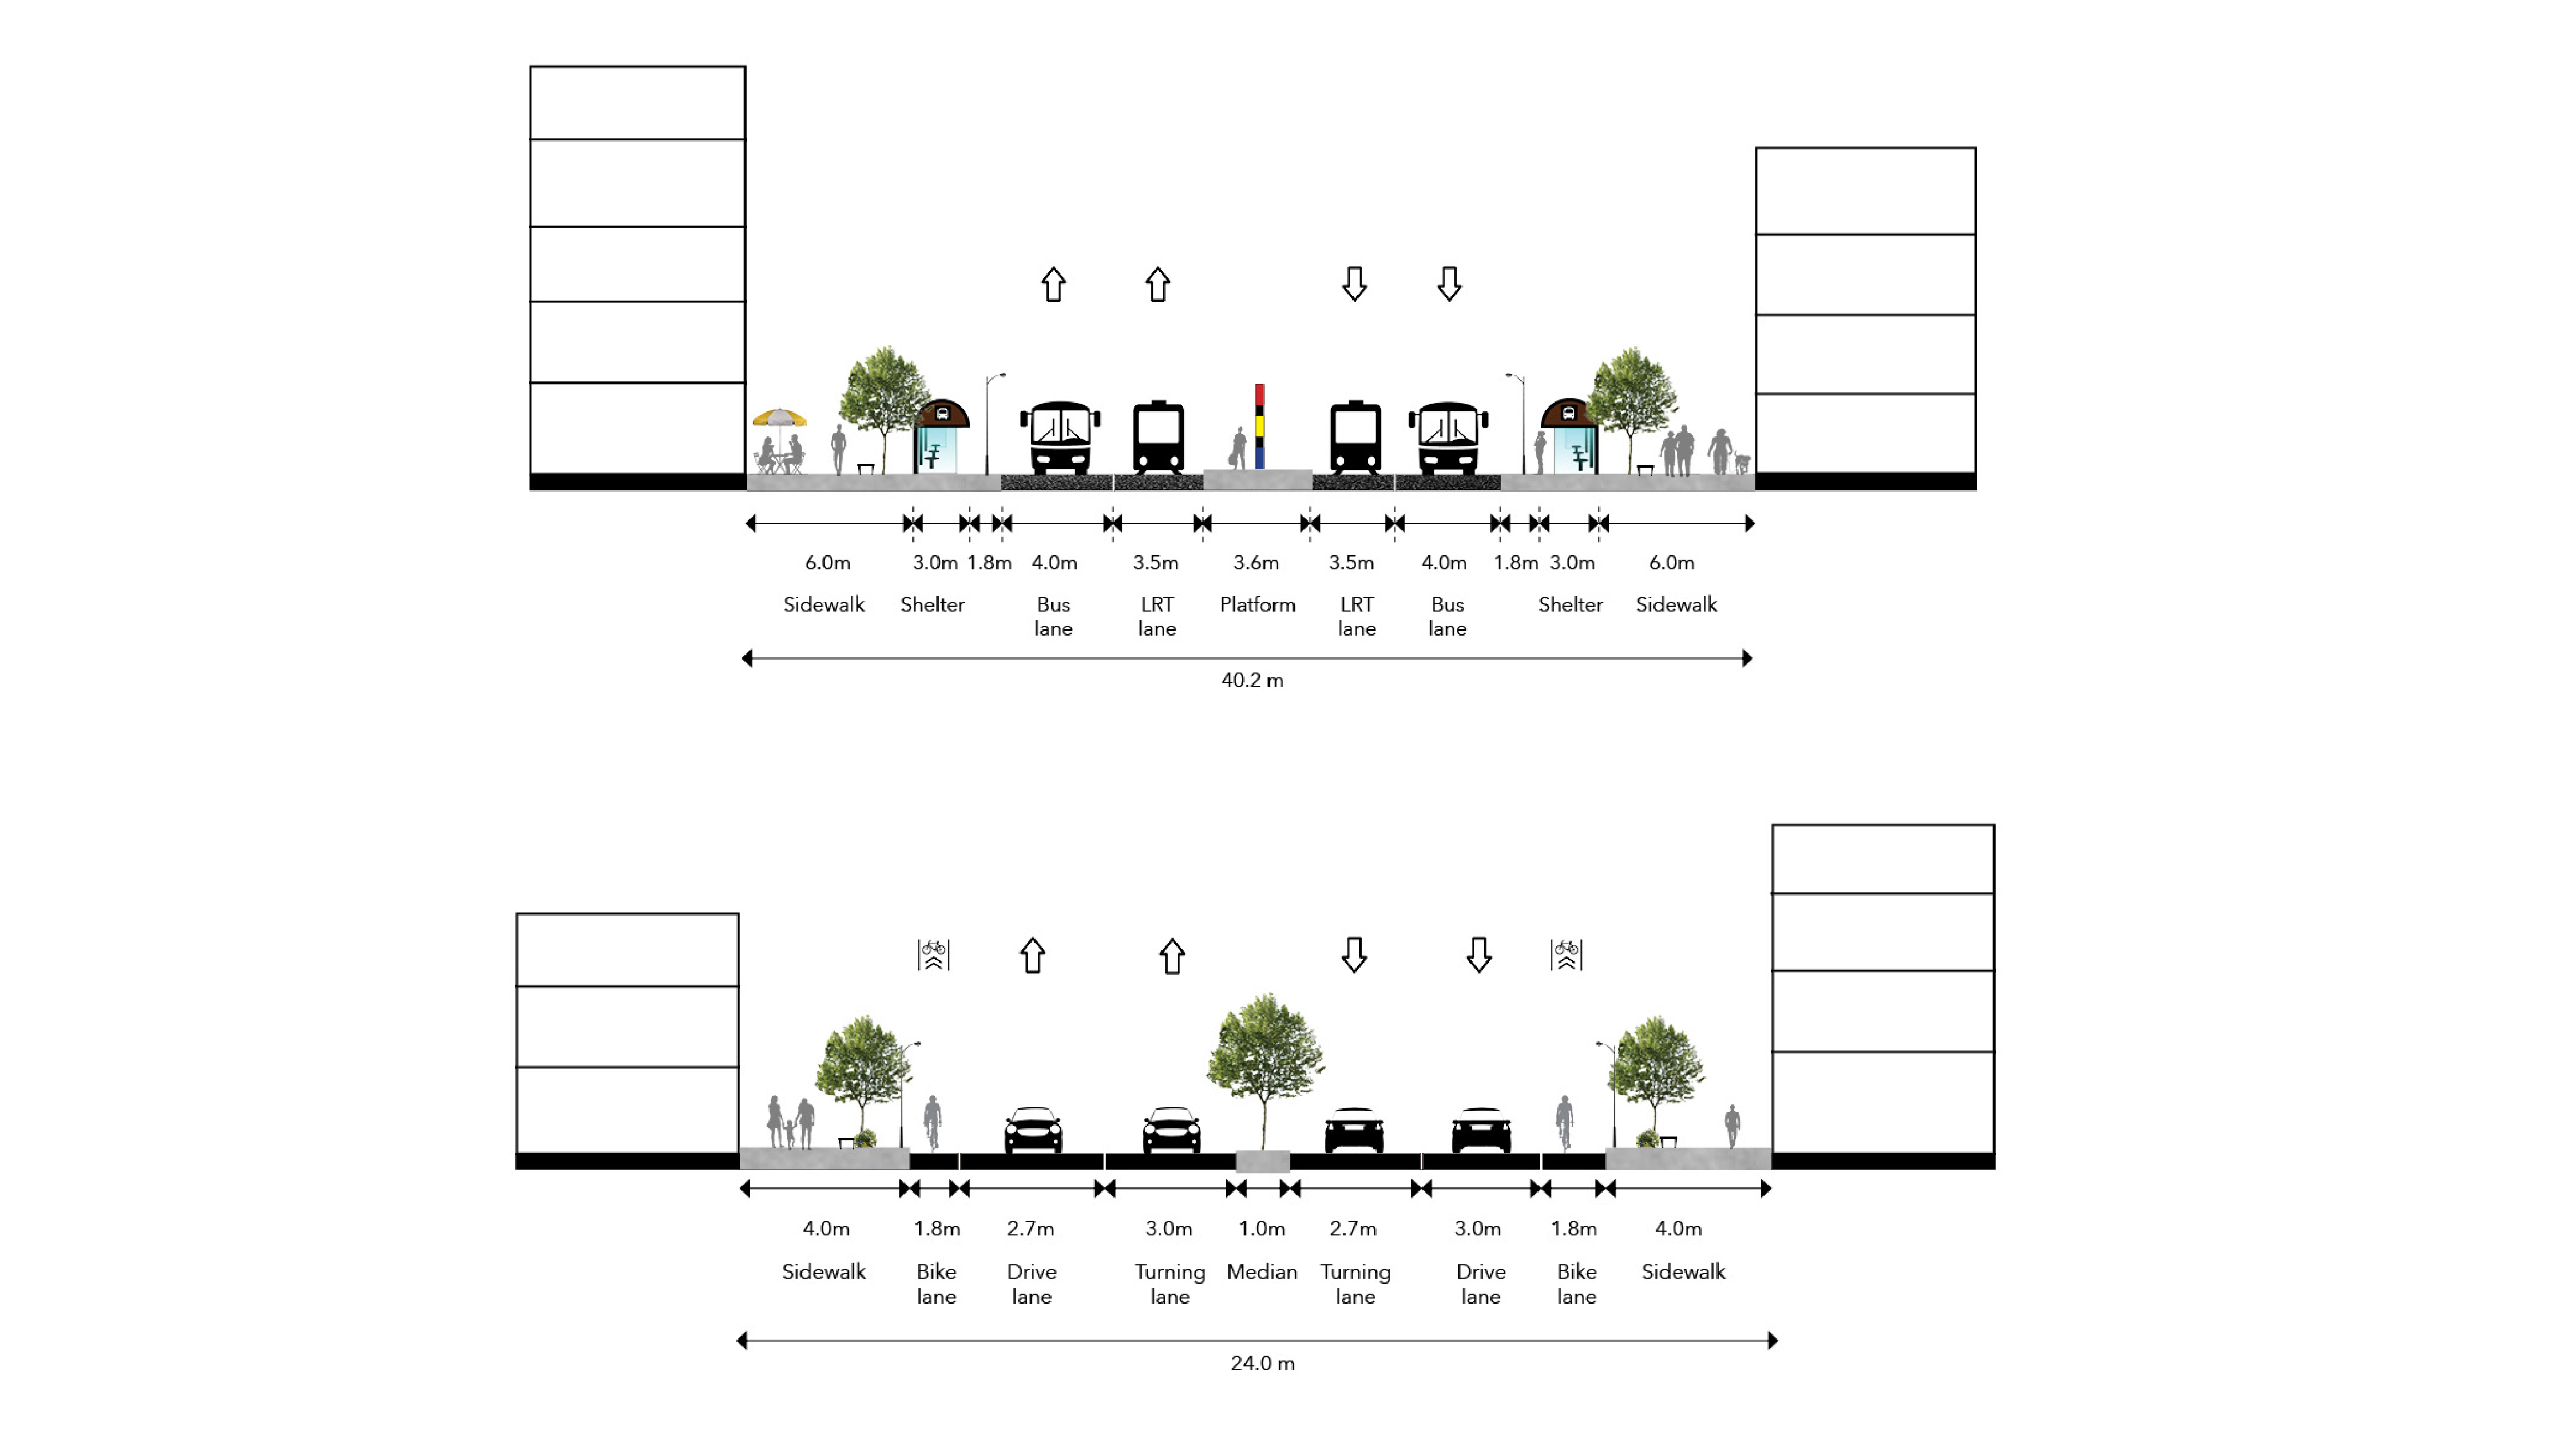 6.0m 3.0m 1.8m 4.0m 3.5m 3.6m 3.5m 4.0m 1.8m 3.0m 6.0m
Sidewalk Shelter Bus lane LRT lane Platform LRT lane Bus lane Shelter Sidewalk
40.2 m
4.0m 1.8m 2.7m 3.0m 1.0m 2.7m 3.0m 1.8m 4.0m
Sidewalk Bike lane Drive lane Turning lane Median Turning lane Drive lane Bike lane Sidewalk
24.0 m